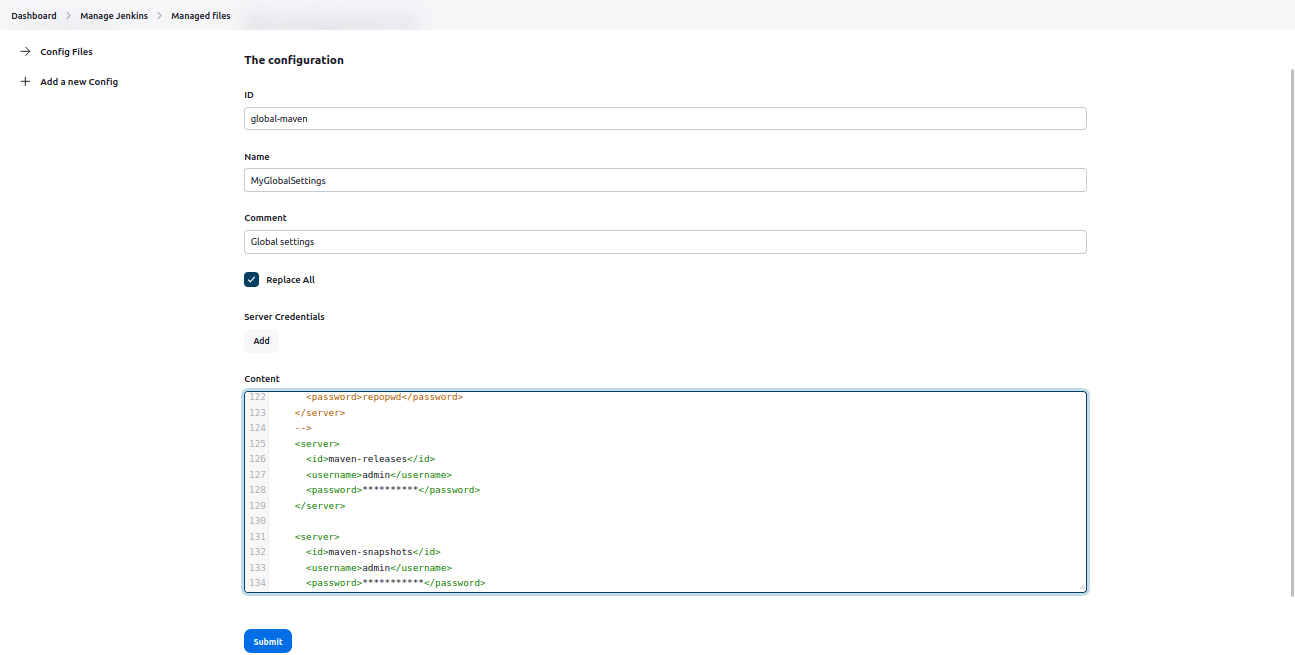 Dashboard > Manage Jenkins > Managed files
Config Files
Add a new Config
The configuration
ID
global-maven
Name
MyGlobalSettings
Comment
Global settings
Replace All
Server Credentials
Add
Content
122 <password>repopwd</password>
123 </server>
124 -->
125 <server>
126 <id>maven-releases</id>
127 <username>admin</username>
128 <password>**********</password>
129 </server>
130
131 <server>
132 <id>maven-snapshots</id>
133 <username>admin</username>
134 <password>***********</password>
Submit